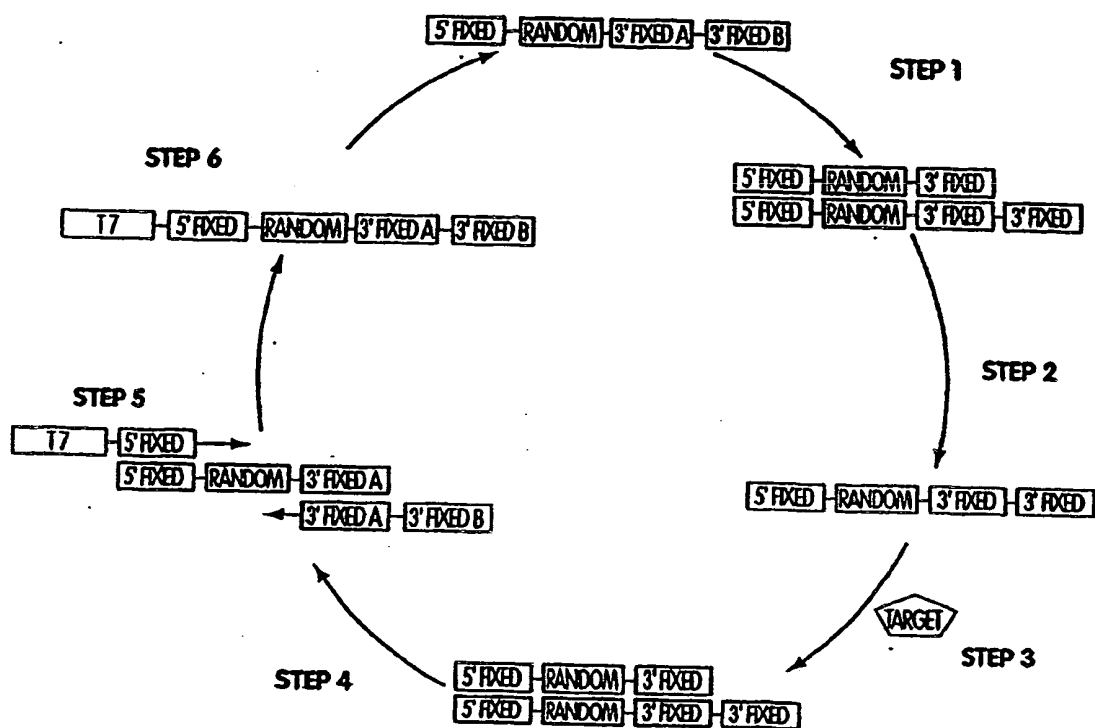 5' FIXED RANDOM 3' FIXED A 3' FIXED B
STEP 1
5' FIXED RANDOM 3' FIXED
5' FIXED RANDOM 3' FIXED 3' FIXED
STEP 2
5' FIXED RANDOM 3' FIXED 3' FIXED
TARGET
STEP 3
5' FIXED RANDOM 3' FIXED
5' FIXED RANDOM 3' FIXED 3' FIXED
STEP 4
STEP 5
T7 5' FIXED
5' FIXED RANDOM 3' FIXED A
3' FIXED A 3' FIXED B
STEP 6
T7 5' FIXED RANDOM 3' FIXED A 3' FIXED B